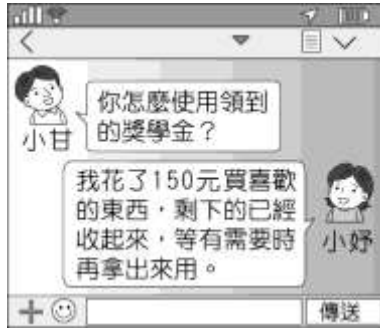 你怎麼使用領到
的獎學金？
小甘
我花了150元買喜歡
的東西，剩下的已經
收起來，等有需要時
再拿出來用。
小妤
傳送